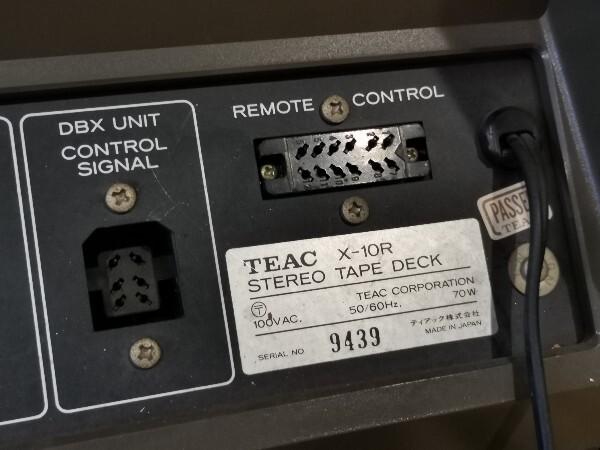 DBX UNIT
CONTROL
SIGNAL
REMOTE CONTROL
TEAC X-10R
STEREO TAPE DECK
TEAC CORPORATION
100VAC. 50/60Hz. 70W
ティアック株式会社
SERIAL NO 9439
MADE IN JAPAN